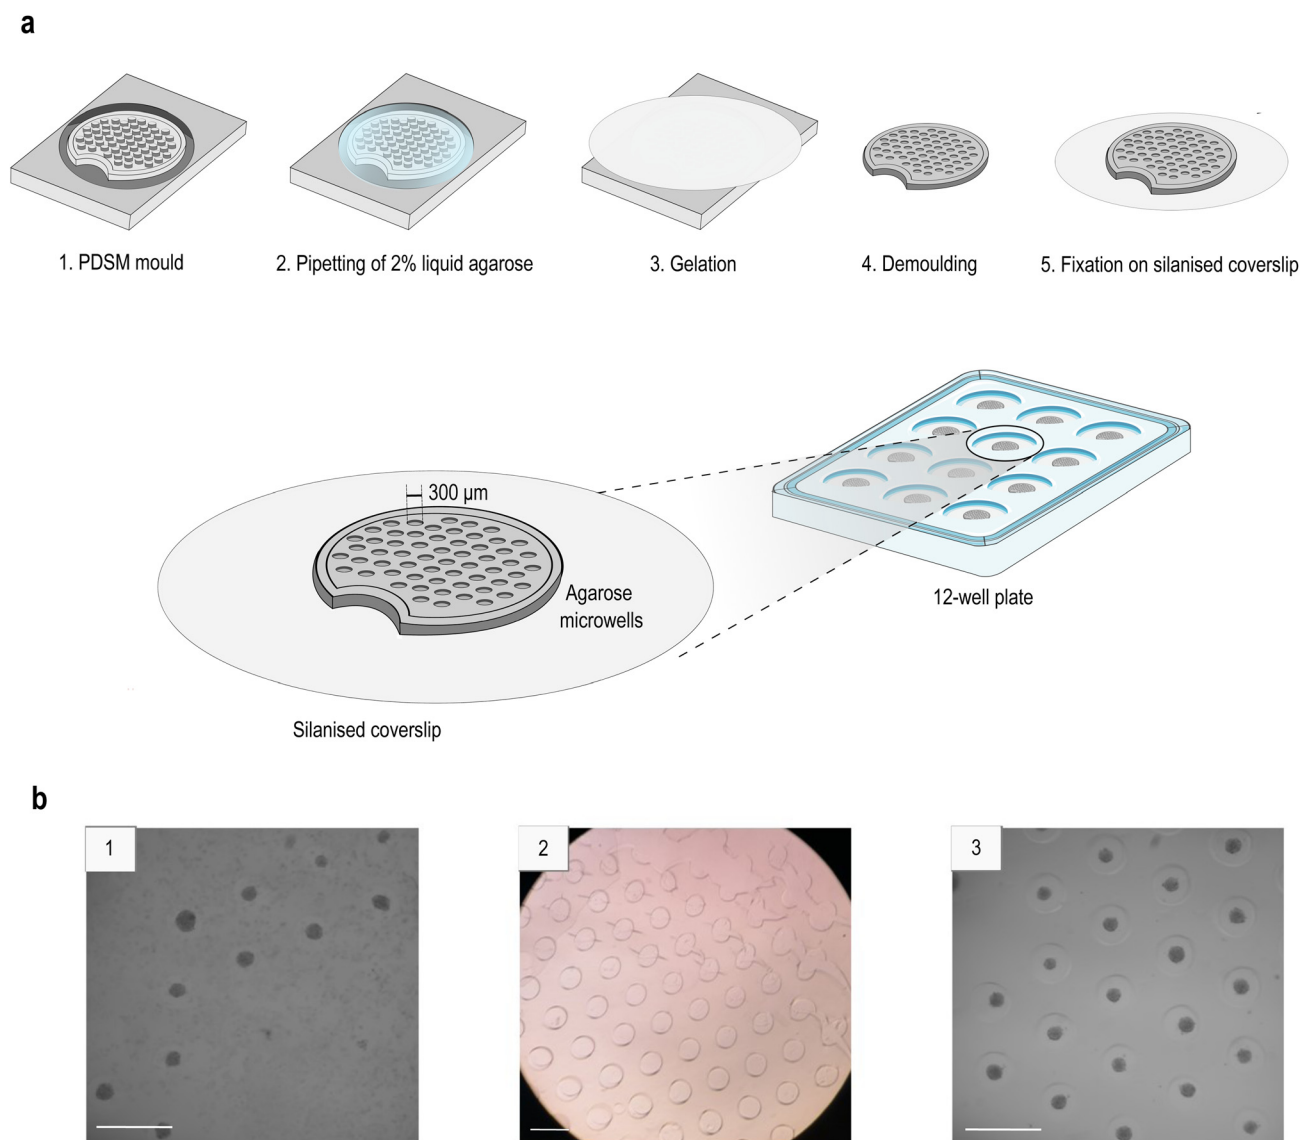 a
1. PDSM mould
2. Pipetting of 2% liquid agarose
3. Gelation
4. Demoulding
5. Fixation on silanised coverslip
300 µm
Agarose
microwells
12-well plate
Silanised coverslip
b
1
2
3